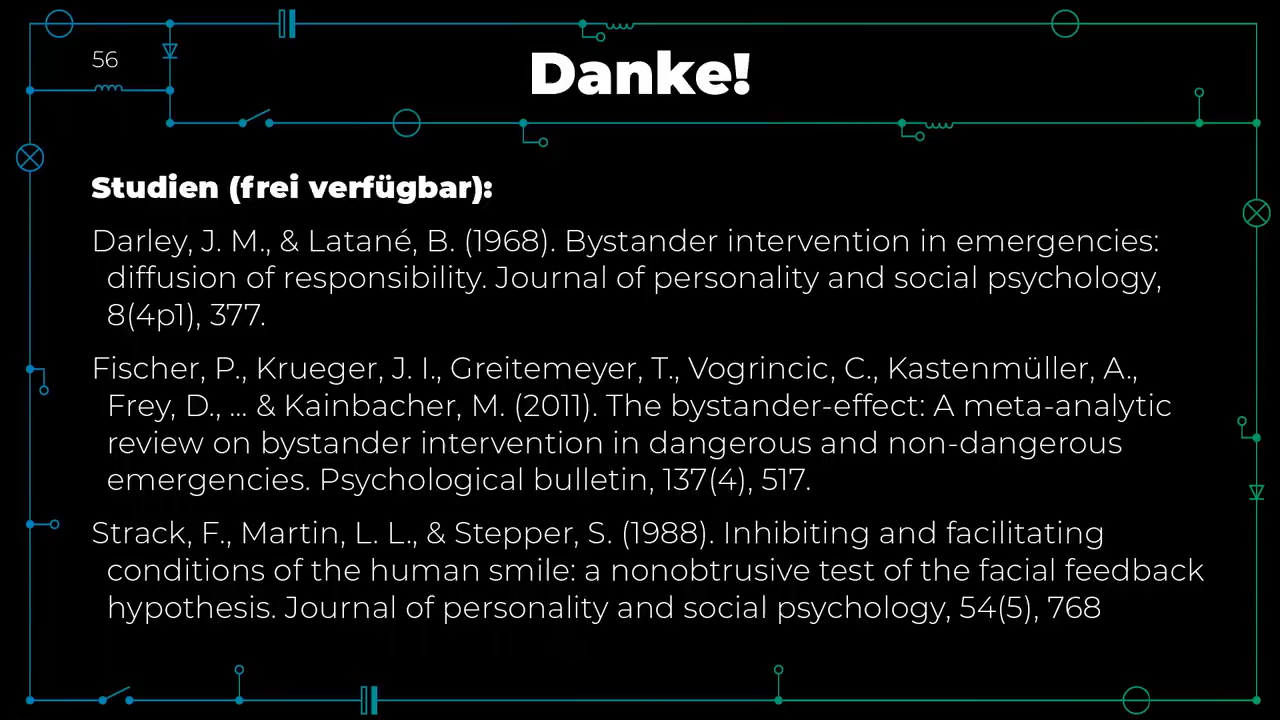 56
Danke!
Studien (frei verfügbar):
Darley, J. M., & Latané, B. (1968). Bystander intervention in emergencies:
diffusion of responsibility. Journal of personality and social psychology,
8(4p1), 377.
Fischer, P., Krueger, J. I., Greitemeyer, T., Vogrincic, C., Kastenmüller, A.,
Frey, D., ... & Kainbacher, M. (2011). The bystander-effect: A meta-analytic
review on bystander intervention in dangerous and non-dangerous
emergencies. Psychological bulletin, 137(4), 517.
Strack, F., Martin, L. L., & Stepper, S. (1988). Inhibiting and facilitating
conditions of the human smile: a nonobtrusive test of the facial feedback
hypothesis. Journal of personality and social psychology, 54(5), 768